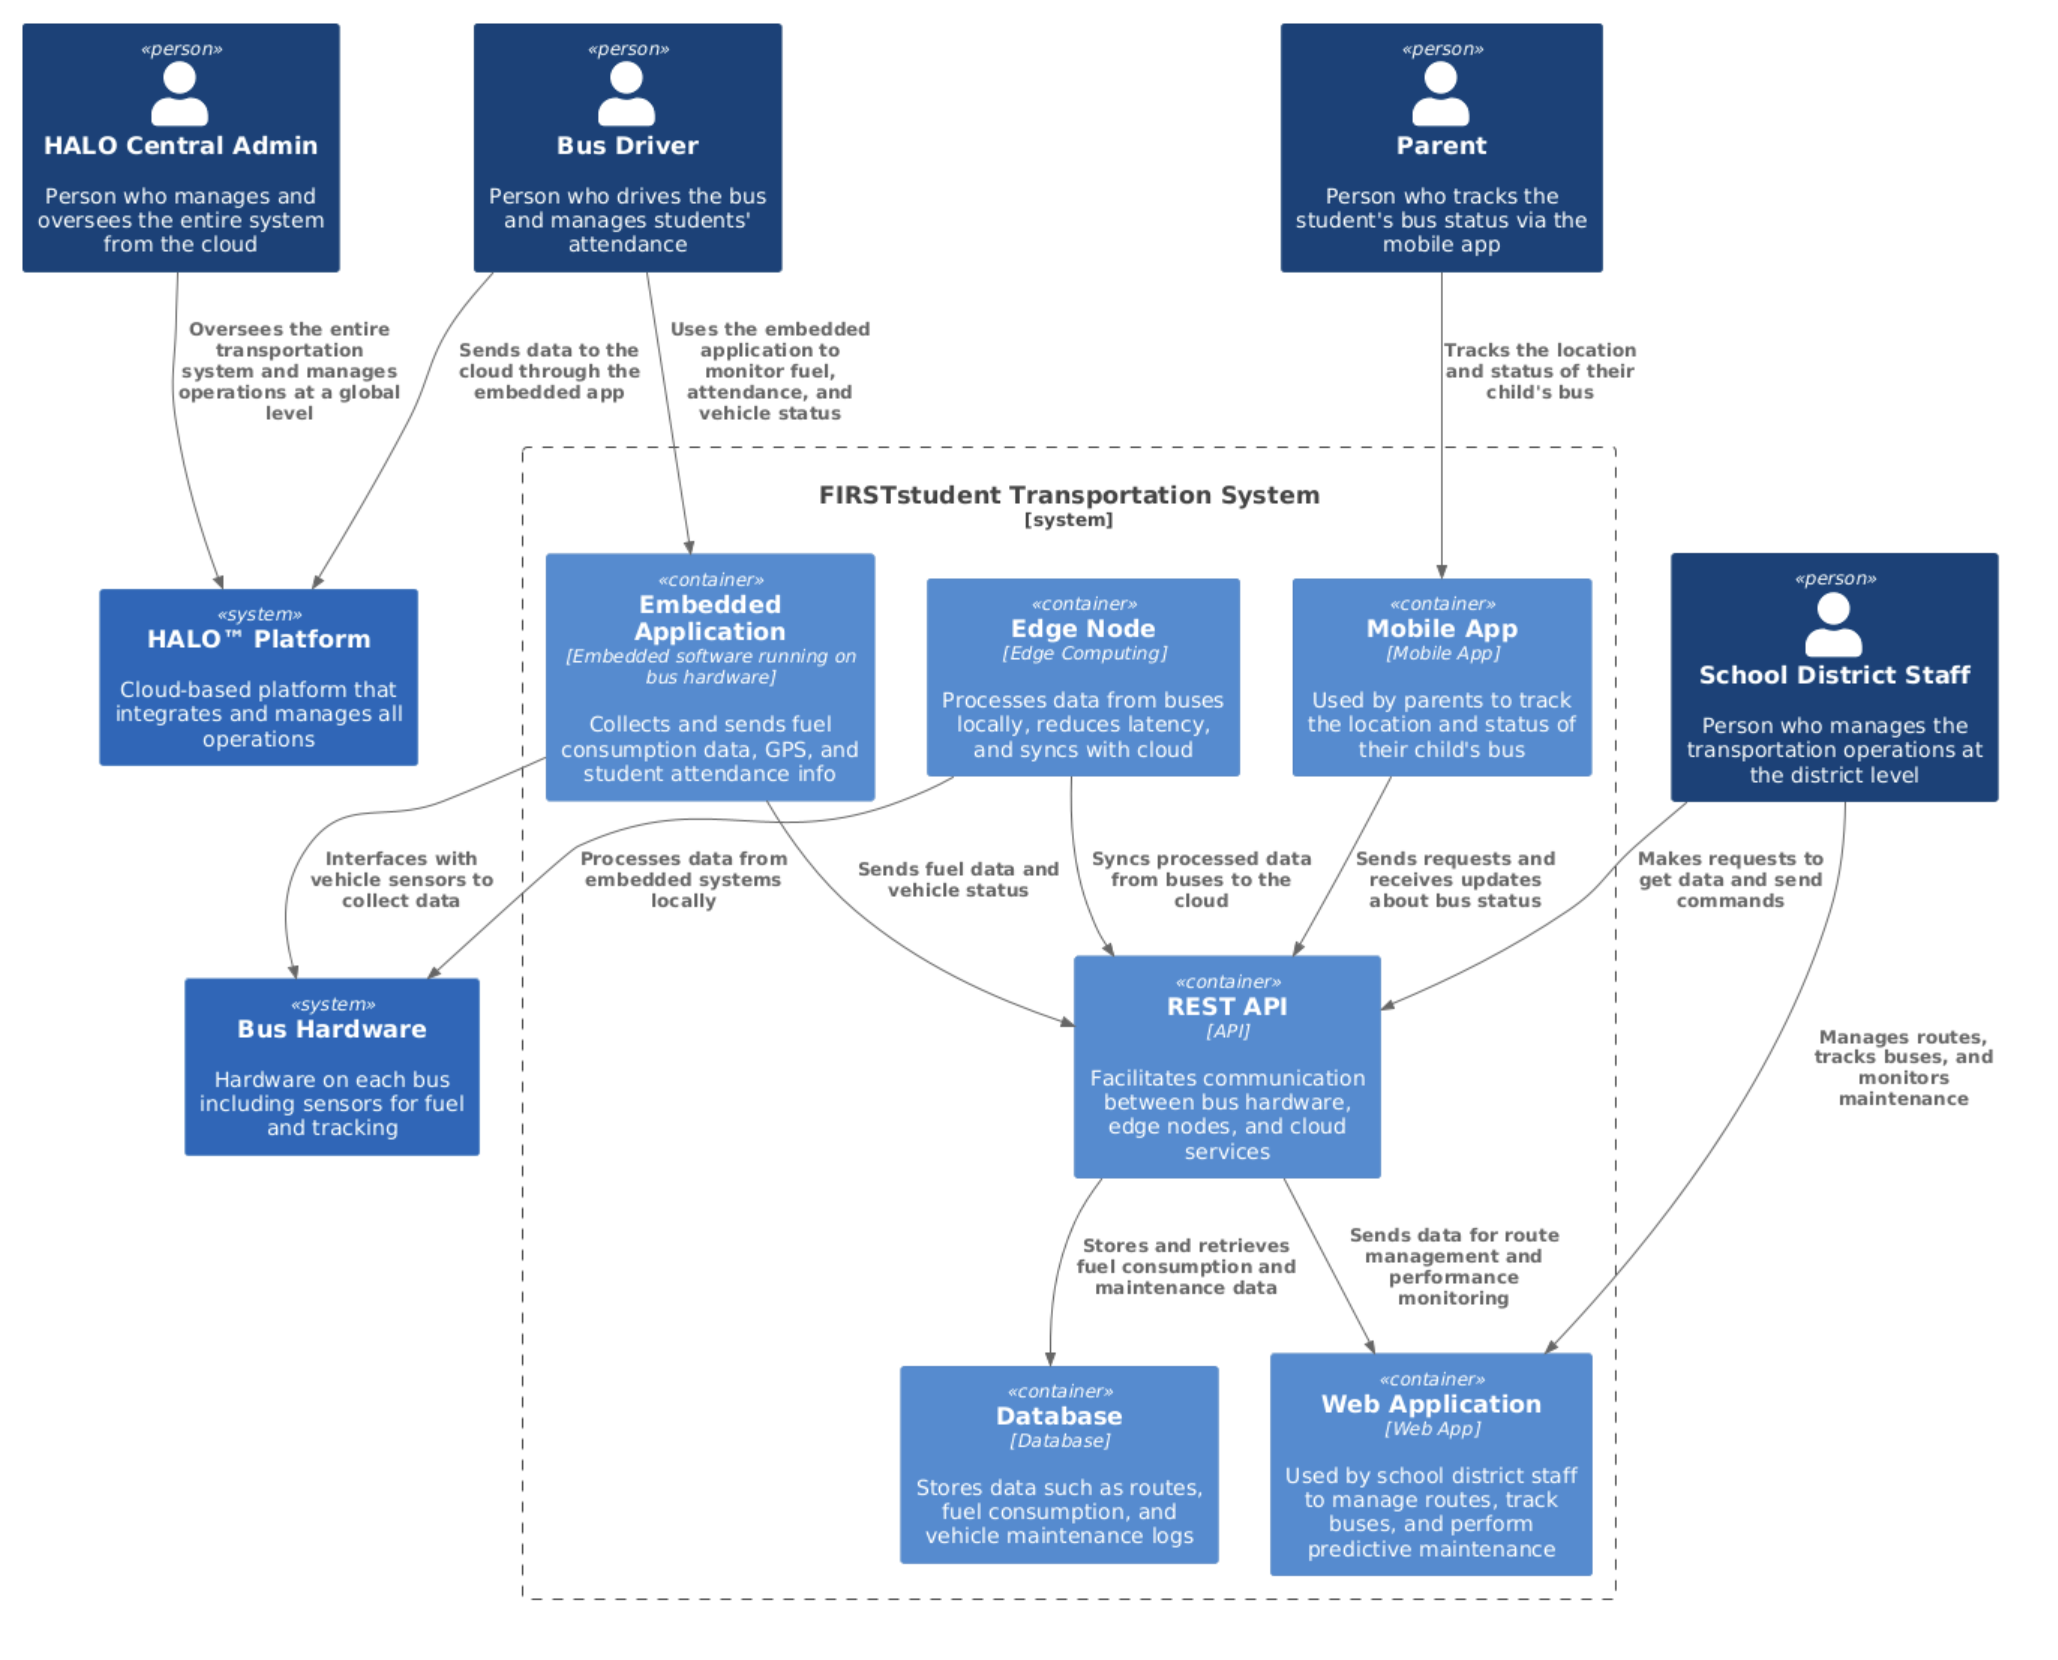 «person»
HALO Central Admin
Person who manages and
oversees the entire system
from the cloud
«person»
Bus Driver
Person who drives the bus
and manages students'
attendance
«person»
Parent
Person who tracks the
student's bus status via the
mobile app
Oversees the entire
transportation
system and manages
operations at a global
level
Sends data to the
cloud through the
embedded app
Uses the embedded
application to
monitor fuel,
attendance, and
vehicle status
Tracks the location
and status of their
child's bus
FIRSTstudent Transportation System
[system]
«system»
HALO™ Platform
Cloud-based platform that
integrates and manages all
operations
«container»
Embedded
Application
[Embedded software running on
bus hardware]
Collects and sends fuel
consumption data, GPS, and
student attendance info
«container»
Edge Node
[Edge Computing]
Processes data from buses
locally, reduces latency,
and syncs with cloud
«container»
Mobile App
[Mobile App]
Used by parents to track
the location and status of
their child's bus
«person»
School District Staff
Person who manages the
transportation operations at
the district level
Interfaces with
vehicle sensors to
collect data
Processes data from
embedded systems
locally
Sends fuel data and
vehicle status
Syncs processed data
from buses to the
cloud
Sends requests and
receives updates
about bus status
Makes requests to
get data and send
commands
«system»
Bus Hardware
Hardware on each bus
including sensors for fuel
and tracking
«container»
REST API
[API]
Facilitates communication
between bus hardware,
edge nodes, and cloud
services
Manages routes,
tracks buses, and
monitors
maintenance
Stores and retrieves
fuel consumption and
maintenance data
Sends data for route
management and
performance
monitoring
«container»
Database
[Database]
Stores data such as routes,
fuel consumption, and
vehicle maintenance logs
«container»
Web Application
[Web App]
Used by school district staff
to manage routes, track
buses, and perform
predictive maintenance